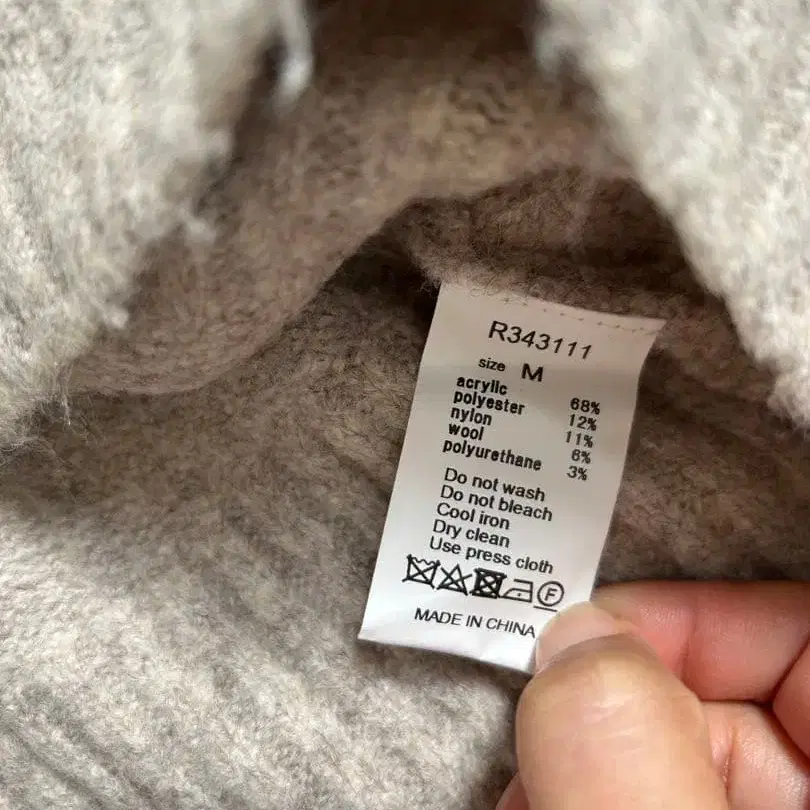 R343111
size M
acrylic 68%
polyester 12%
nylon 11%
wool 6%
polyurethane 3%
Do not wash
Do not bleach
Cool iron
Dry clean
Use press cloth
F
MADE IN CHINA